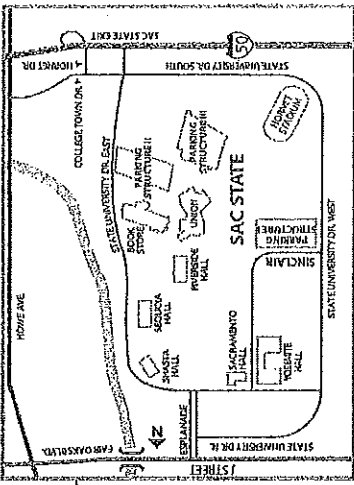 HOWE AVE
HORNET DR.
SAC STATE EXIT
50
COLLEGE TOWN DR.
STATE UNIVERSITY DR. SOUTH
STATE UNIVERSITY DR. EAST
PARKING
STRUCTURE II
PARKING
STRUCTURE III
HORNET
STADIUM
BOOK
STORE
UNION
SAC STATE
RIVERSIDE
HALL
PARKING
STRUCTURE
SINCLAIR
STATE UNIVERSITY DR. WEST
SEQUOIA
HALL
SHASTA
HALL
SACRAMENTO
HALL
YOSEMITE
HALL
FAIR OAKS BLVD.
N
ESPLANADE
STATE UNIVERSITY DR. N.
J STREET